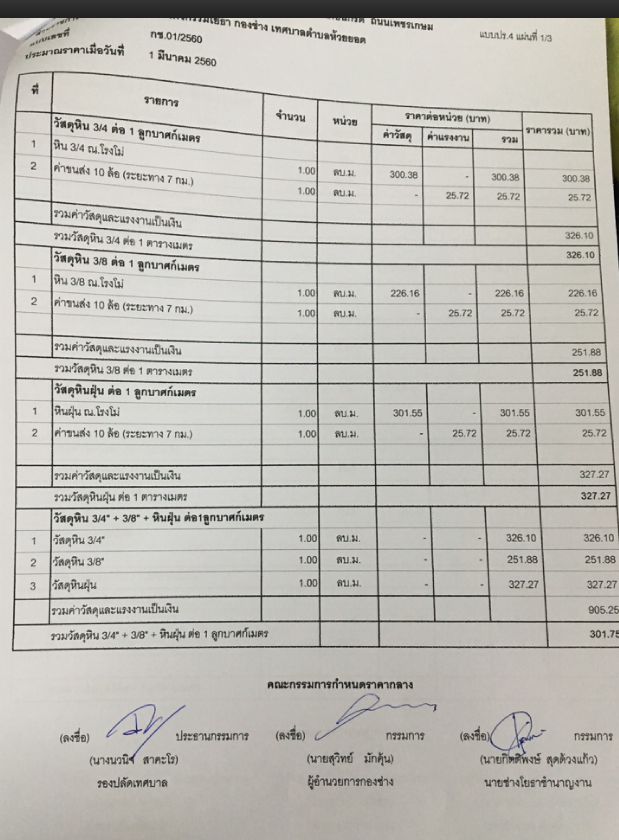 กองช่าง เทศบาลตำบลห้วยยอด ถนนเพชรเกษม
แบบเลขที่ กช.01/2560 แบบปร.4 แผ่นที่ 1/3
ประมาณราคาเมื่อวันที่ 1 มีนาคม 2560
ที่ รายการ จำนวน หน่วย ราคาต่อหน่วย (บาท) ราคารวม (บาท)
ค่าวัสดุ ค่าแรงงาน รวม
วัสดุหิน 3/4 ต่อ 1 ลูกบาศก์เมตร
1 หิน 3/4 ณ.โรงโม่ 1.00 ลบ.ม. 300.38 - 300.38 300.38
2 ค่าขนส่ง 10 ล้อ (ระยะทาง 7 กม.) 1.00 ลบ.ม. - 25.72 25.72 25.72
รวมค่าวัสดุและแรงงานเป็นเงิน 326.10
รวมวัสดุหิน 3/4 ต่อ 1 ตารางเมตร 326.10
วัสดุหิน 3/8 ต่อ 1 ลูกบาศก์เมตร
1 หิน 3/8 ณ.โรงโม่ 1.00 ลบ.ม. 226.16 - 226.16 226.16
2 ค่าขนส่ง 10 ล้อ (ระยะทาง 7 กม.) 1.00 ลบ.ม. - 25.72 25.72 25.72
รวมค่าวัสดุและแรงงานเป็นเงิน 251.88
รวมวัสดุหิน 3/8 ต่อ 1 ตารางเมตร 251.88
วัสดุหินฝุ่น ต่อ 1 ลูกบาศก์เมตร
1 หินฝุ่น ณ.โรงโม่ 1.00 ลบ.ม. 301.55 - 301.55 301.55
2 ค่าขนส่ง 10 ล้อ (ระยะทาง 7 กม.) 1.00 ลบ.ม. - 25.72 25.72 25.72
รวมค่าวัสดุและแรงงานเป็นเงิน 327.27
รวมวัสดุหินฝุ่น ต่อ 1 ตารางเมตร 327.27
วัสดุหิน 3/4" + 3/8" + หินฝุ่น ต่อ1ลูกบาศก์เมตร
1 วัสดุหิน 3/4" 1.00 ลบ.ม. - - 326.10 326.10
2 วัสดุหิน 3/8" 1.00 ลบ.ม. - - 251.88 251.88
3 วัสดุหินฝุ่น 1.00 ลบ.ม. - - 327.27 327.27
รวมค่าวัสดุและแรงงานเป็นเงิน 905.25
รวมวัสดุหิน 3/4" + 3/8" + หินฝุ่น ต่อ 1 ลูกบาศก์เมตร 301.75
คณะกรรมการกำหนดราคากลาง
(ลงชื่อ) ประธานกรรมการ (ลงชื่อ) กรรมการ (ลงชื่อ) กรรมการ
(นางนวนิจ สาคะโร) (นายสุวิทย์ มักคุ้น) (นายกิตติพงษ์ สุดด้วงแก้ว)
รองปลัดเทศบาล ผู้อำนวยการกองช่าง นายช่างโยธาชำนาญงาน